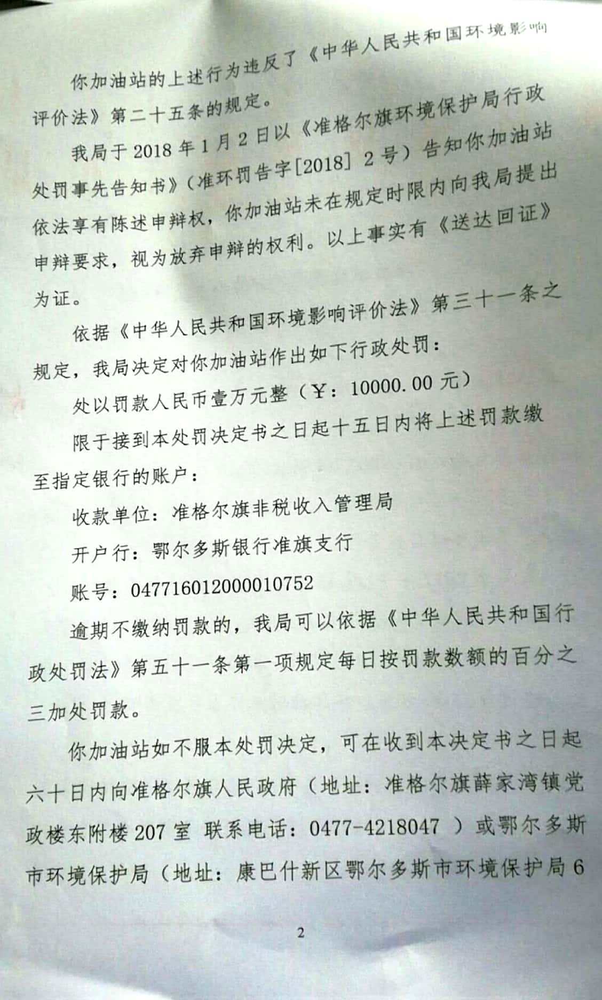 你加油站的上述行为违反了《中华人民共和国环境影响
评价法》第二十五条的规定。
我局于2018年1月2日以《准格尔旗环境保护局行政
处罚事先告知书》（准环罚告字[2018] 2号）告知你加油站
依法享有陈述申辩权，你加油站未在规定时限内向我局提出
申辩要求，视为放弃申辩的权利。以上事实有《送达回证》
为证。
依据《中华人民共和国环境影响评价法》第三十一条之
规定，我局决定对你加油站作出如下行政处罚：
处以罚款人民币壹万元整（￥：10000.00元）
限于接到本处罚决定书之日起十五日内将上述罚款缴
至指定银行的账户：
收款单位：准格尔旗非税收入管理局
开户行：鄂尔多斯银行准旗支行
账号：047716012000010752
逾期不缴纳罚款的，我局可以依据《中华人民共和国行
政处罚法》第五十一条第一项规定每日按罚款数额的百分之
三加处罚款。
你加油站如不服本处罚决定，可在收到本决定书之日起
六十日内向准格尔旗人民政府（地址：准格尔旗薛家湾镇党
政楼东附楼207室 联系电话：0477-4218047 ）或鄂尔多斯
市环境保护局（地址：康巴什新区鄂尔多斯市环境保护局6
2